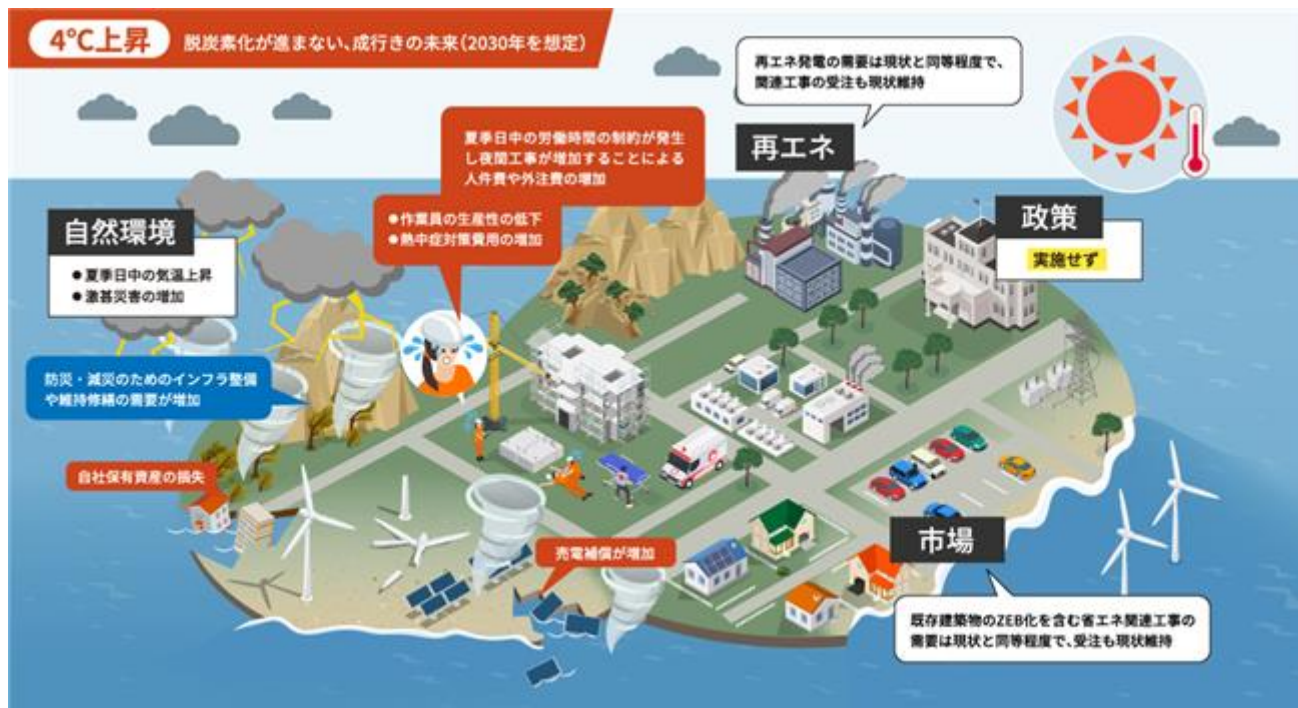 4℃上昇 脱炭素化が進まない、成行きの未来(2030年を想定)
再エネ発電の需要は現状と同等程度で、
関連工事の受注も現状維持
再エネ
夏季日中の労働時間の制約が発生
し夜間工事が増加することによる
人件費や外注費の増加
●作業員の生産性の低下
●熱中症対策費用の増加
自然環境
●夏季日中の気温上昇
●激甚災害の増加
政策
実施せず
防災・減災のためのインフラ整備
や維持修繕の需要が増加
自社保有資産の損失
売電補償が増加
市場
既存建築物のZEB化を含む省エネ関連工事の
需要は現状と同等程度で、受注も現状維持